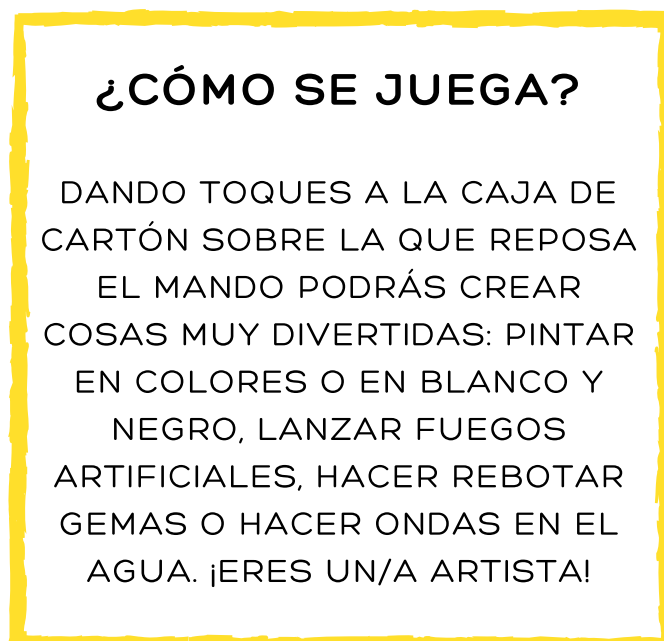 ¿CÓMO SE JUEGA?
DANDO TOQUES A LA CAJA DE
CARTÓN SOBRE LA QUE REPOSA
EL MANDO PODRÁS CREAR
COSAS MUY DIVERTIDAS: PINTAR
EN COLORES O EN BLANCO Y
NEGRO, LANZAR FUEGOS
ARTIFICIALES, HACER REBOTAR
GEMAS O HACER ONDAS EN EL
AGUA. ¡ERES UN/A ARTISTA!